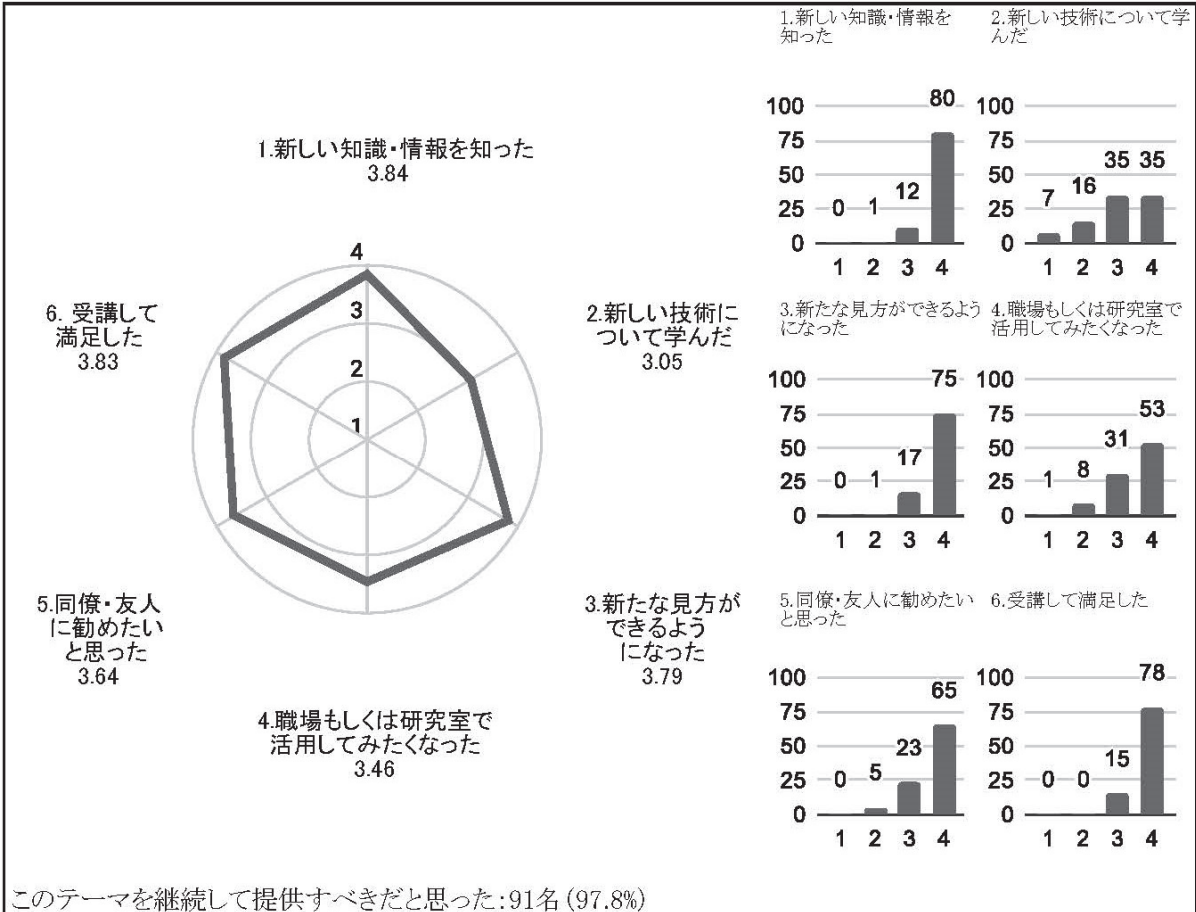 1.新しい知識・情報を知った
3.84
2.新しい技術に
ついて学んだ
3.05
3.新たな見方が
できるよう
になった
3.79
4.職場もしくは研究室で
活用してみたくなった
3.46
5.同僚・友人
に勧めたい
と思った
3.64
6. 受講して
満足した
3.83
4
3
2
1
1.新しい知識・情報を
知った
100
75
50
25
0
0
1
12
80
1 2 3 4
2.新しい技術について学
んだ
100
75
50
25
0
7
16
35
35
1 2 3 4
3.新たな見方ができるよう
になった
100
75
50
25
0
0
1
17
75
1 2 3 4
4.職場もしくは研究室で
活用してみたくなった
100
75
50
25
0
1
8
31
53
1 2 3 4
5.同僚・友人に勧めたい
と思った
100
75
50
25
0
0
5
23
65
1 2 3 4
6.受講して満足した
100
75
50
25
0
0
0
15
78
1 2 3 4
このテーマを継続して提供すべきだと思った:91名(97.8%)